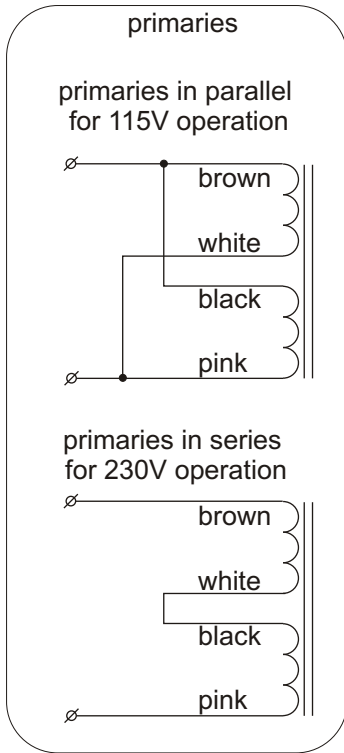 primaries
primaries in parallel
for 115V operation
brown
white
black
pink
primaries in series
for 230V operation
brown
white
black
pink